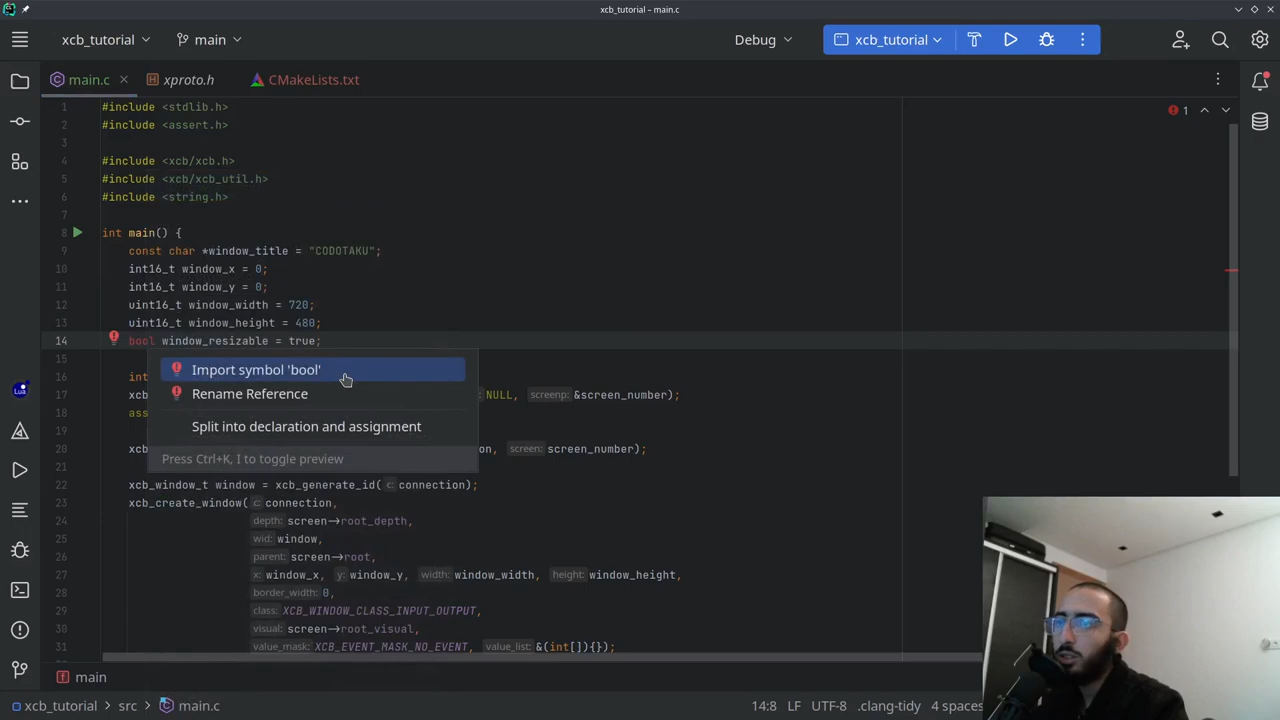 xcb_tutorial – main.c
xcb_tutorial
main
Debug
xcb_tutorial
main.c
xproto.h
CMakeLists.txt
1
1 #include <stdlib.h>
2 #include <assert.h>
3
4 #include <xcb/xcb.h>
5 #include <xcb/xcb_util.h>
6 #include <string.h>
7
8 int main() {
9 const char *window_title = "CODOTAKU";
10 int16_t window_x = 0;
11 int16_t window_y = 0;
12 uint16_t window_width = 720;
13 uint16_t window_height = 480;
14 bool window_resizable = true;
15
Import symbol 'bool'
16 int
Rename Reference
17 xcb NULL, screenp: &screen_number);
18 ass
Split into declaration and assignment
20 xcb on, screen: screen_number);
Press Ctrl+K, I to toggle preview
21
22 xcb_window_t window = xcb_generate_id( c: connection);
23 xcb_create_window( c: connection,
24 depth: screen→root_depth,
25 wid: window,
26 parent: screen→root,
27 x: window_x, y: window_y, width: window_width, height: window_height,
28 border_width: 0,
29 class: XCB_WINDOW_CLASS_INPUT_OUTPUT,
30 visual: screen→root_visual,
31 value_mask: XCB_EVENT_MASK_NO_EVENT, value_list: &(int[]){});
Lua
main
xcb_tutorial
src
main.c
14:8
LF
UTF-8
.clang-tidy
4 spaces